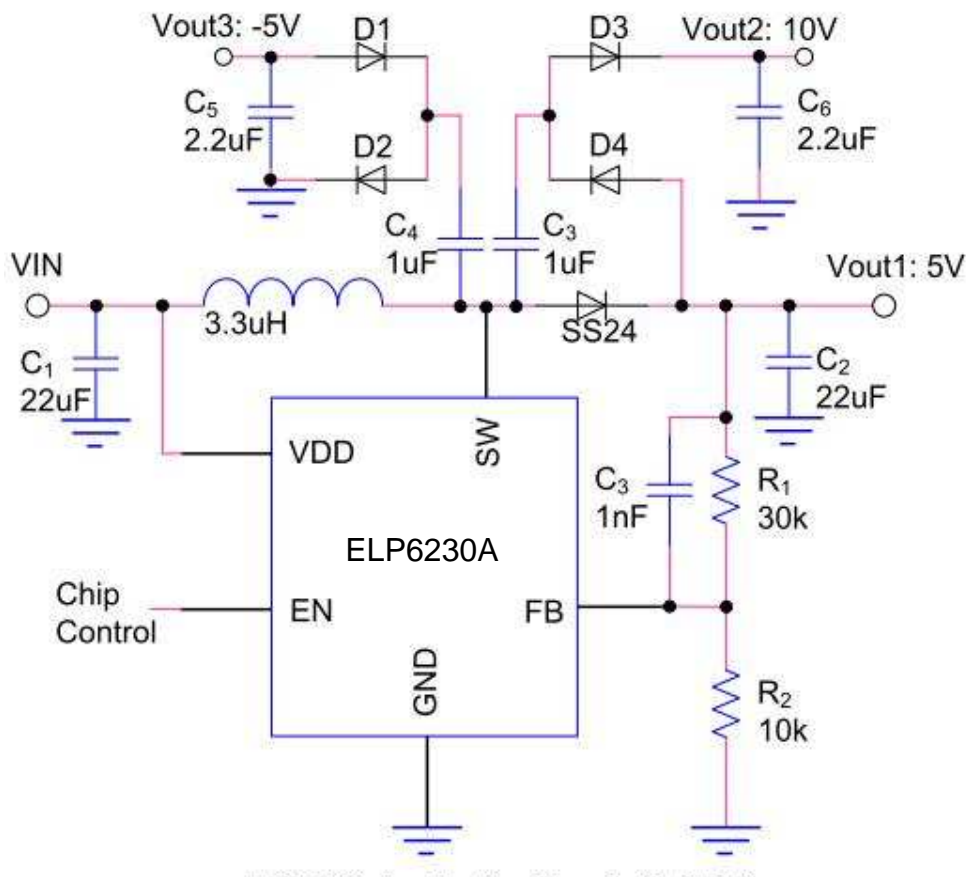 Vout3: -5V
D1
D3
Vout2: 10V
C5
2.2uF
C6
2.2uF
D2
D4
C4
1uF
C3
1uF
VIN
Vout1: 5V
3.3uH
SS24
C1
22uF
C2
22uF
VDD
SW
C3
1nF
R1
30k
ELP6230A
Chip
Control
EN
FB
GND
R2
10k